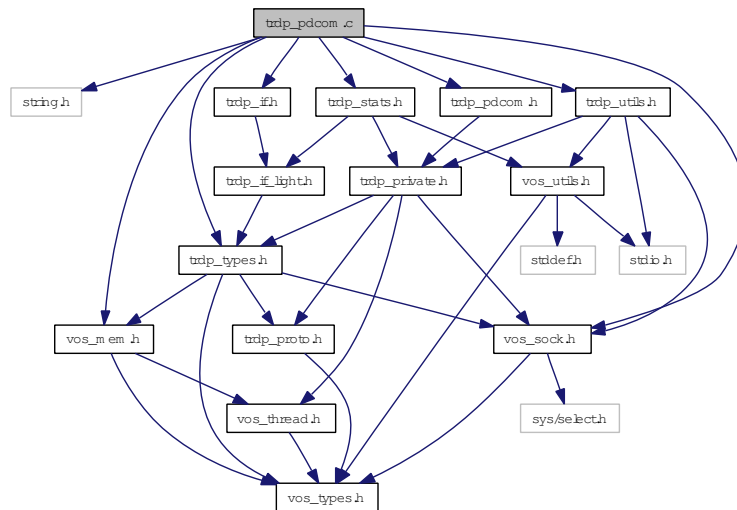 trdp_pdcom.c
string.h
trdp_if.h
trdp_stats.h
trdp_pdcom.h
trdp_utils.h
trdp_if_light.h
trdp_private.h
vos_utils.h
trdp_types.h
stddef.h
stdio.h
vos_mem.h
trdp_proto.h
vos_sock.h
vos_thread.h
sys/select.h
vos_types.h